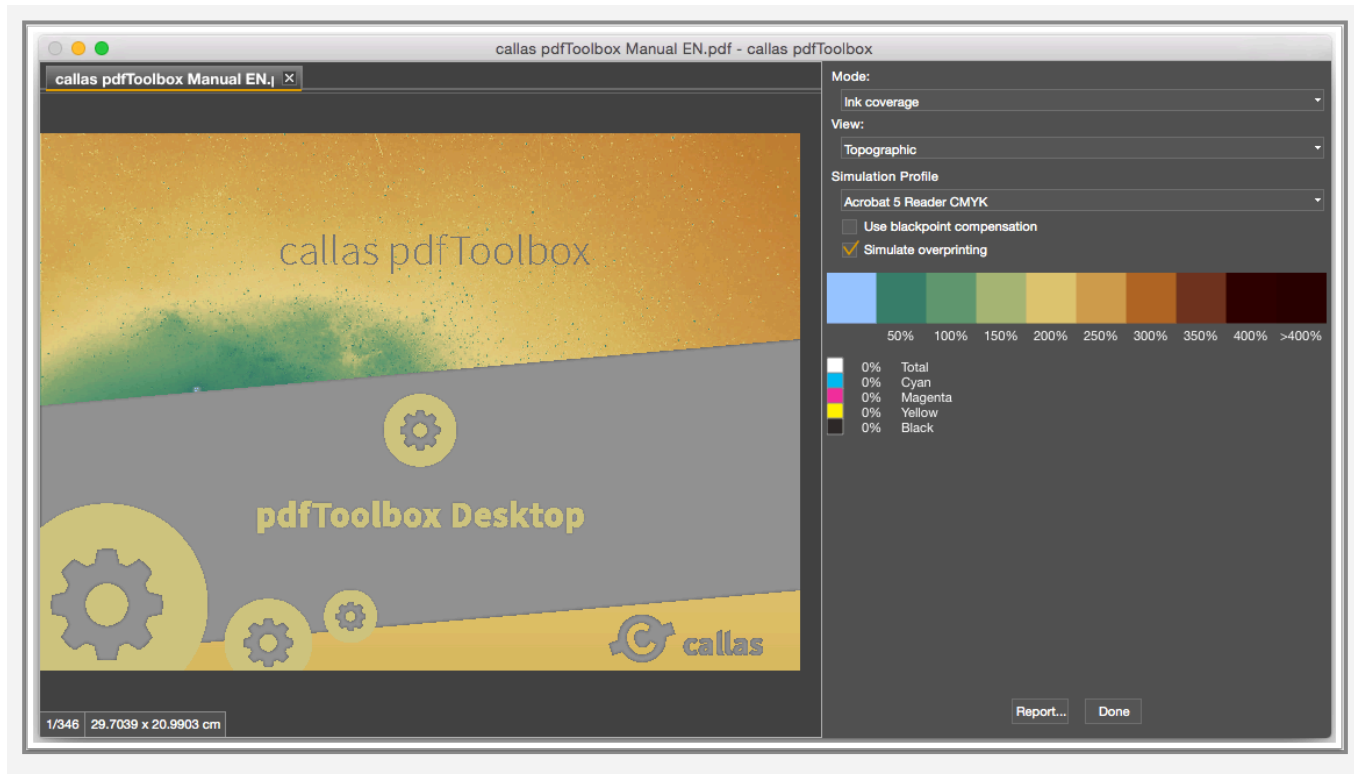 callas pdfToolbox Manual EN.pdf - callas pdfToolbox
callas pdfToolbox Manual EN.p
callas pdfToolbox
pdfToolbox Desktop
callas
1/346 29.7039 x 20.9903 cm
Mode:
Ink coverage
View:
Topographic
Simulation Profile
Acrobat 5 Reader CMYK
Use blackpoint compensation
Simulate overprinting
50% 100% 150% 200% 250% 300% 350% 400% >400%
0% Total
0% Cyan
0% Magenta
0% Yellow
0% Black
Report... Done